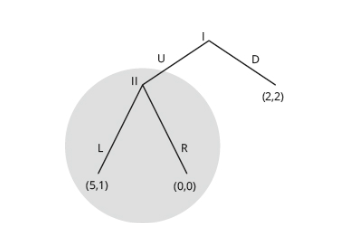 I
U
D
II
(2,2)
L
R
(5,1)
(0,0)